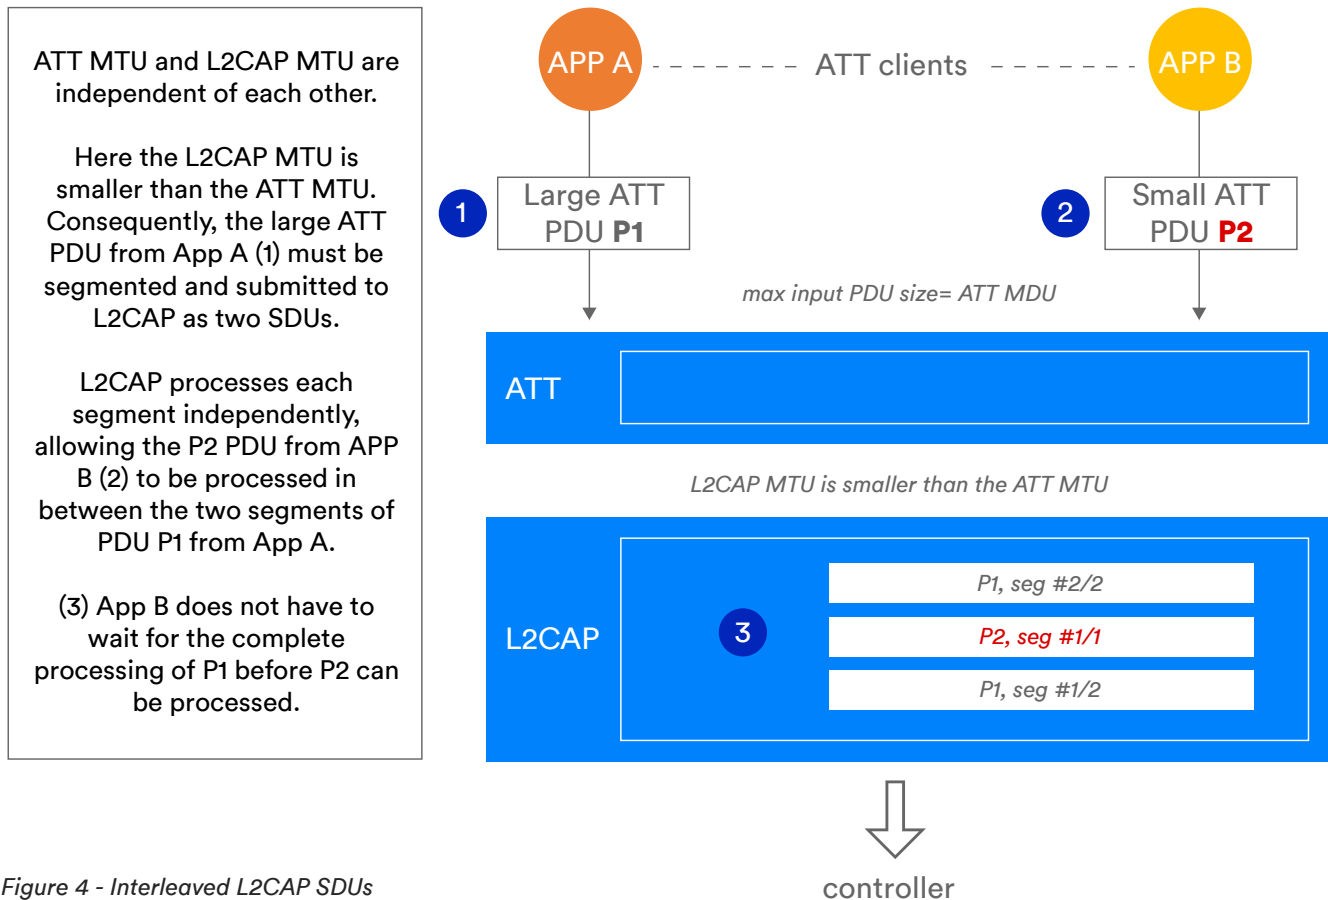 ATT MTU and L2CAP MTU are
independent of each other.
Here the L2CAP MTU is
smaller than the ATT MTU.
Consequently, the large ATT
PDU from App A (1) must be
segmented and submitted to
L2CAP as two SDUs.
L2CAP processes each
segment independently,
allowing the P2 PDU from APP
B (2) to be processed in
between the two segments of
PDU P1 from App A.
(3) App B does not have to
wait for the complete
processing of P1 before P2 can
be processed.
APP A
ATT clients
APP B
1
Large ATT
PDU P1
2
Small ATT
PDU P2
max input PDU size= ATT MDU
ATT
L2CAP MTU is smaller than the ATT MTU
L2CAP
3
P1, seg #2/2
P2, seg #1/1
P1, seg #1/2
controller
Figure 4 - Interleaved L2CAP SDUs